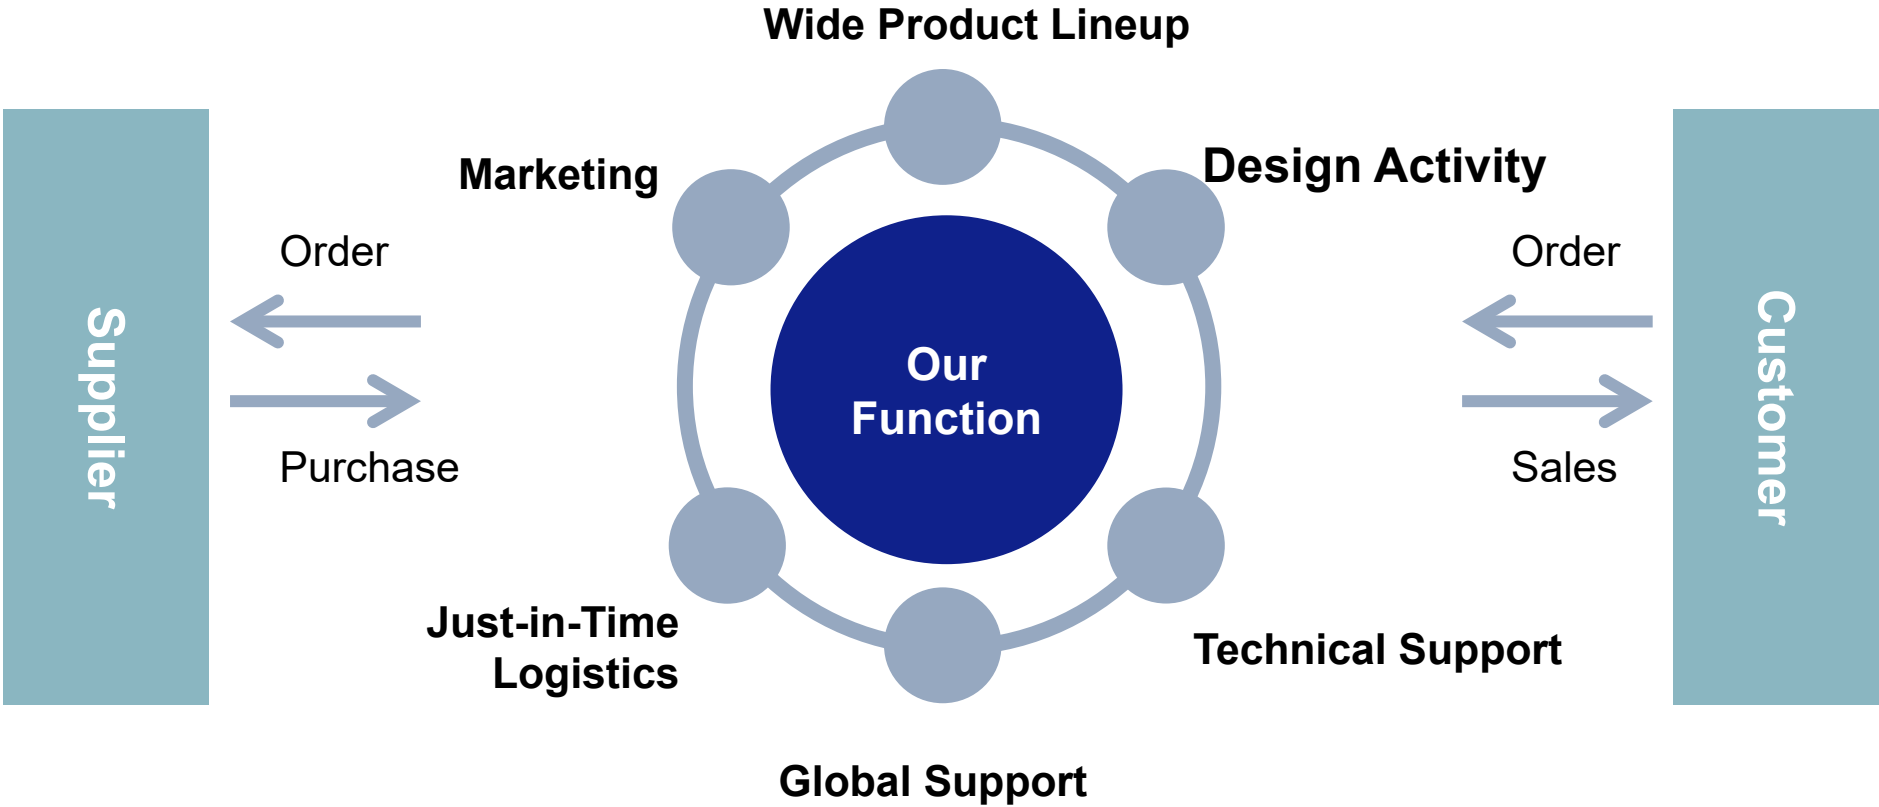 Wide Product Lineup
Marketing
Design Activity
Order
Order
Supplier
Our
Function
Customer
Purchase
Sales
Just-in-Time
Logistics
Technical Support
Global Support